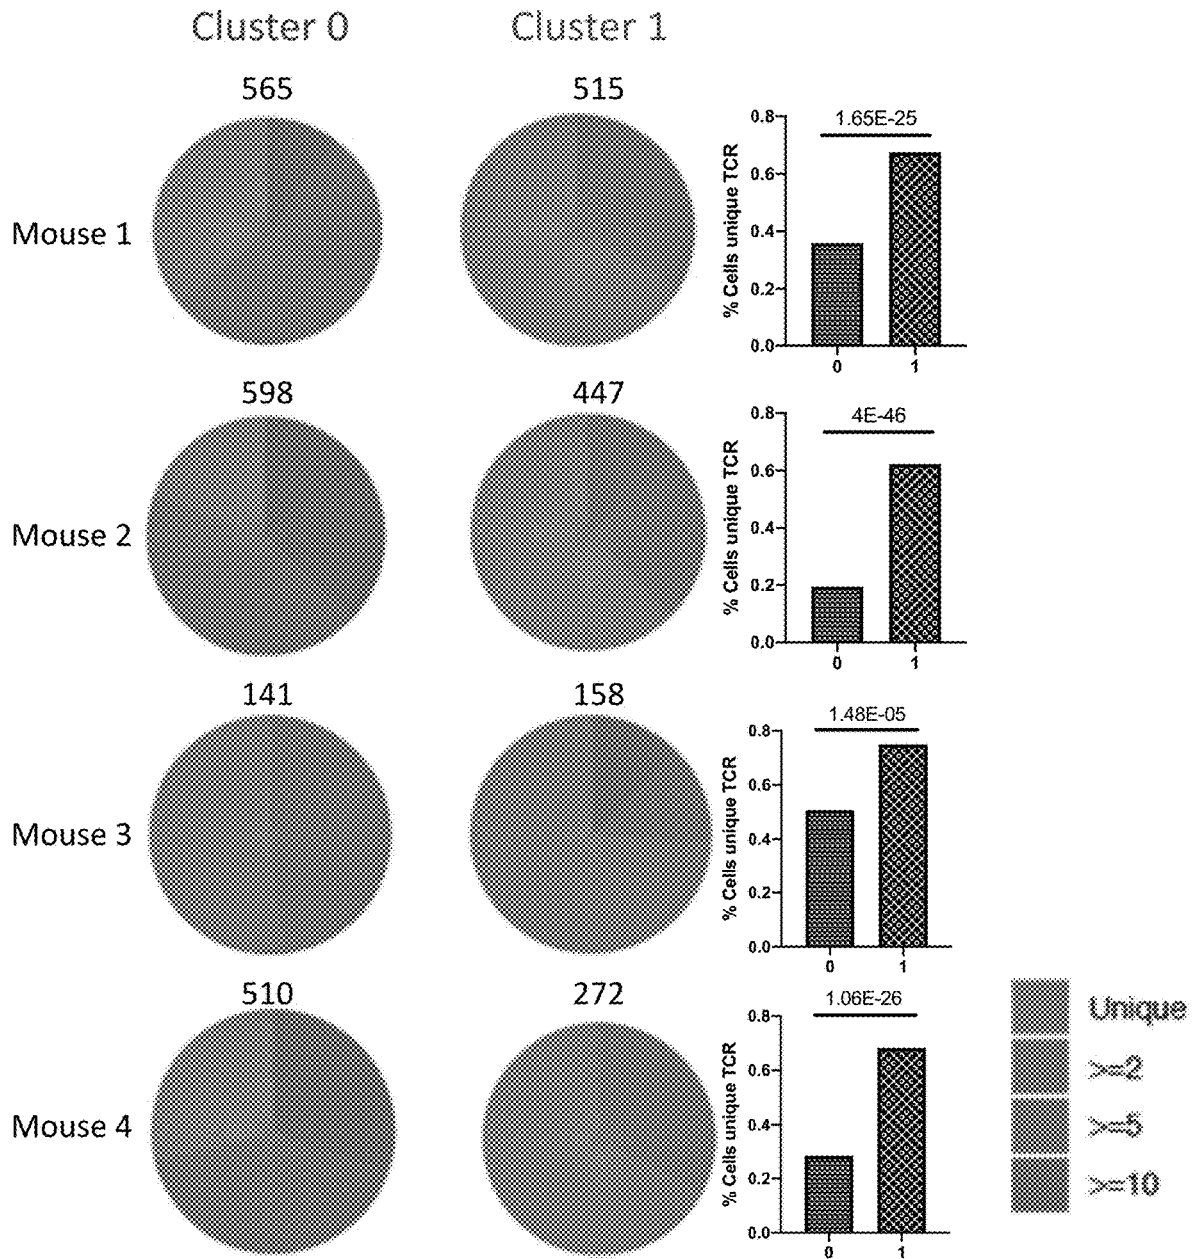 Cluster 0
Cluster 1
565
515
Mouse 1
% Cells unique TCR
0.8
0.6
0.4
0.2
0.0
1.65E-25
0
1
598
447
Mouse 2
% Cells unique TCR
0.8
0.6
0.4
0.2
0.0
4E-46
0
1
141
158
Mouse 3
% Cells unique TCR
0.8
0.6
0.4
0.2
0.0
1.48E-05
0
1
510
272
Mouse 4
% Cells unique TCR
0.8
0.6
0.4
0.2
0.0
1.06E-26
0
1
Unique
>=2
>=5
>=10